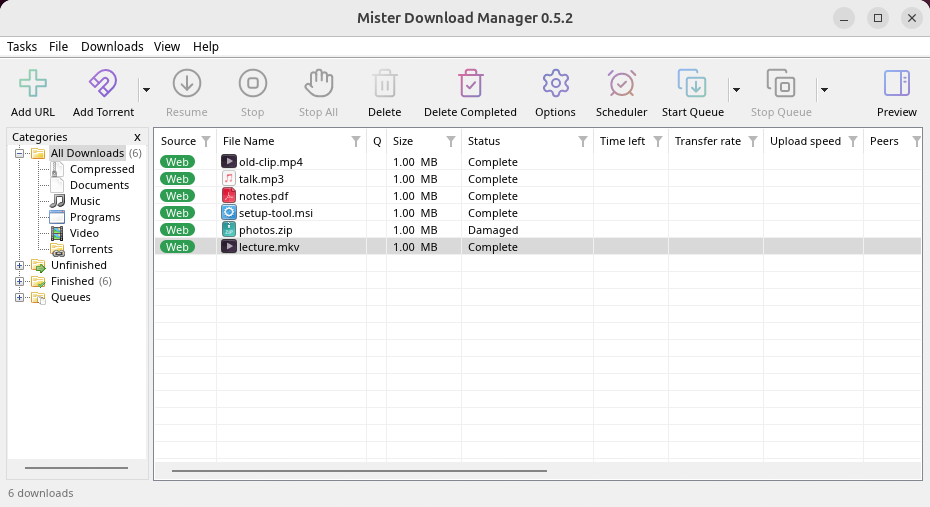 Mister Download Manager 0.5.2
Tasks File Downloads View Help
Add URL Add Torrent Resume Stop Stop All Delete Delete Completed Options Scheduler Start Queue Stop Queue Preview
Categories X
All Downloads (6)
Compressed
Documents
Music
Programs
Video
Torrents
Unfinished
Finished (6)
Queues
Source File Name Q Size Status Time left Transfer rate Upload speed Peers
Web old-clip.mp4 1.00 MB Complete
Web talk.mp3 1.00 MB Complete
Web notes.pdf 1.00 MB Complete
Web setup-tool.msi 1.00 MB Complete
Web photos.zip 1.00 MB Damaged
Web lecture.mkv 1.00 MB Complete
6 downloads